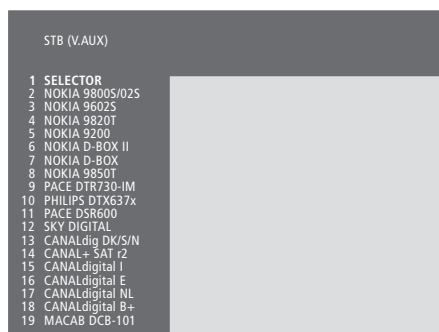 STB (V.AUX)
1 SELECTOR
2 NOKIA 9800S/02S
3 NOKIA 9602S
4 NOKIA 9820T
5 NOKIA 9200
6 NOKIA D-BOX II
7 NOKIA D-BOX
8 NOKIA 9850T
9 PACE DTR730-IM
10 PHILIPS DTX637x
11 PACE DSR600
12 SKY DIGITAL
13 CANALdig DK/S/N
14 CANAL+ SAT r2
15 CANALdigital I
16 CANALdigital E
17 CANALdigital NL
18 CANALdigital B+
19 MACAB DCB-101